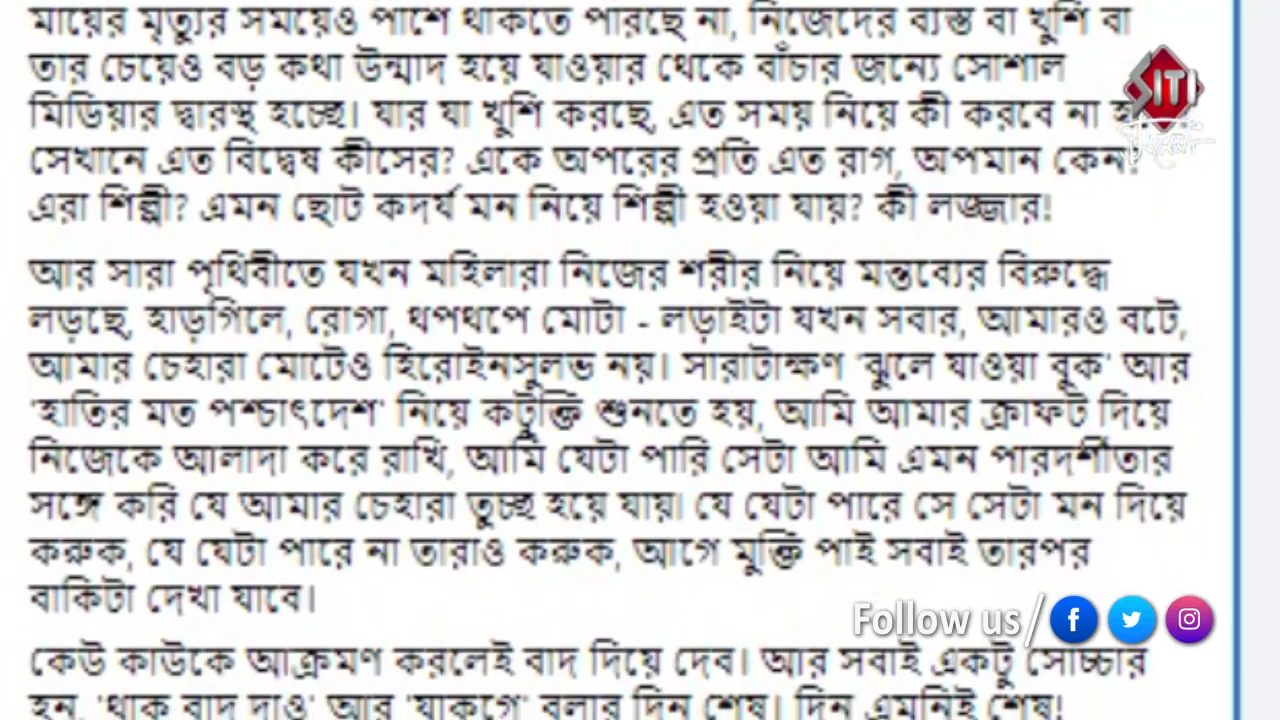 মায়ের মৃত্যুর সময়েও পাশে থাকতে পারছে না, নিজেদের ব্যস্ত বা খুশি বা
তার চেয়েও বড় কথা উন্মাদ হয়ে যাওয়ার থেকে বাঁচার জন্যে সোশাল
মিডিয়ার দ্বারস্থ হচ্ছে। যার যা খুশি করছে, এত সময় নিয়ে কী করবে না
সেখানে এত বিদ্বেষ কীসের? একে অপরের প্রতি এত রাগ, অপমান কেন?
এরা শিল্পী? এমন ছোট কদর্য মন নিয়ে শিল্পী হওয়া যায়? কী লজ্জার!
আর সারা পৃথিবীতে যখন মহিলারা নিজের শরীর নিয়ে মন্তব্যের বিরুদ্ধে
লড়ছে, হাড়গিলে, রোগা, থপথপে মোটা - লড়াইটা যখন সবার, আমারও বটে,
আমার চেহারা মোটেও হিরোইনসুলভ নয়। সারাটাক্ষণ 'ঝুলে যাওয়া বুক' আর
'হাতির মত পশ্চাৎদেশ' নিয়ে কটূক্তি শুনতে হয়, আমি আমার ক্রাফট দিয়ে
নিজেকে আলাদা করে রাখি, আমি যেটা পারি সেটা আমি এমন পারদর্শীতার
সঙ্গে করি যে আমার চেহারা তুচ্ছ হয়ে যায়। যে যেটা পারে সে সেটা মন দিয়ে
করুক, যে যেটা পারে না তারাও করুক, আগে মুক্তি পাই সবাই তারপর
বাকিটা দেখা যাবে।
কেউ কাউকে আক্রমণ করলেই বাদ দিয়ে দেব। আর সবাই একটু সোচ্চার
হন, 'থাক বাদ দাও' আর 'যাকগে' বলার দিন শেষ। দিন এমনিই শেষ!
SITI
Follow us/